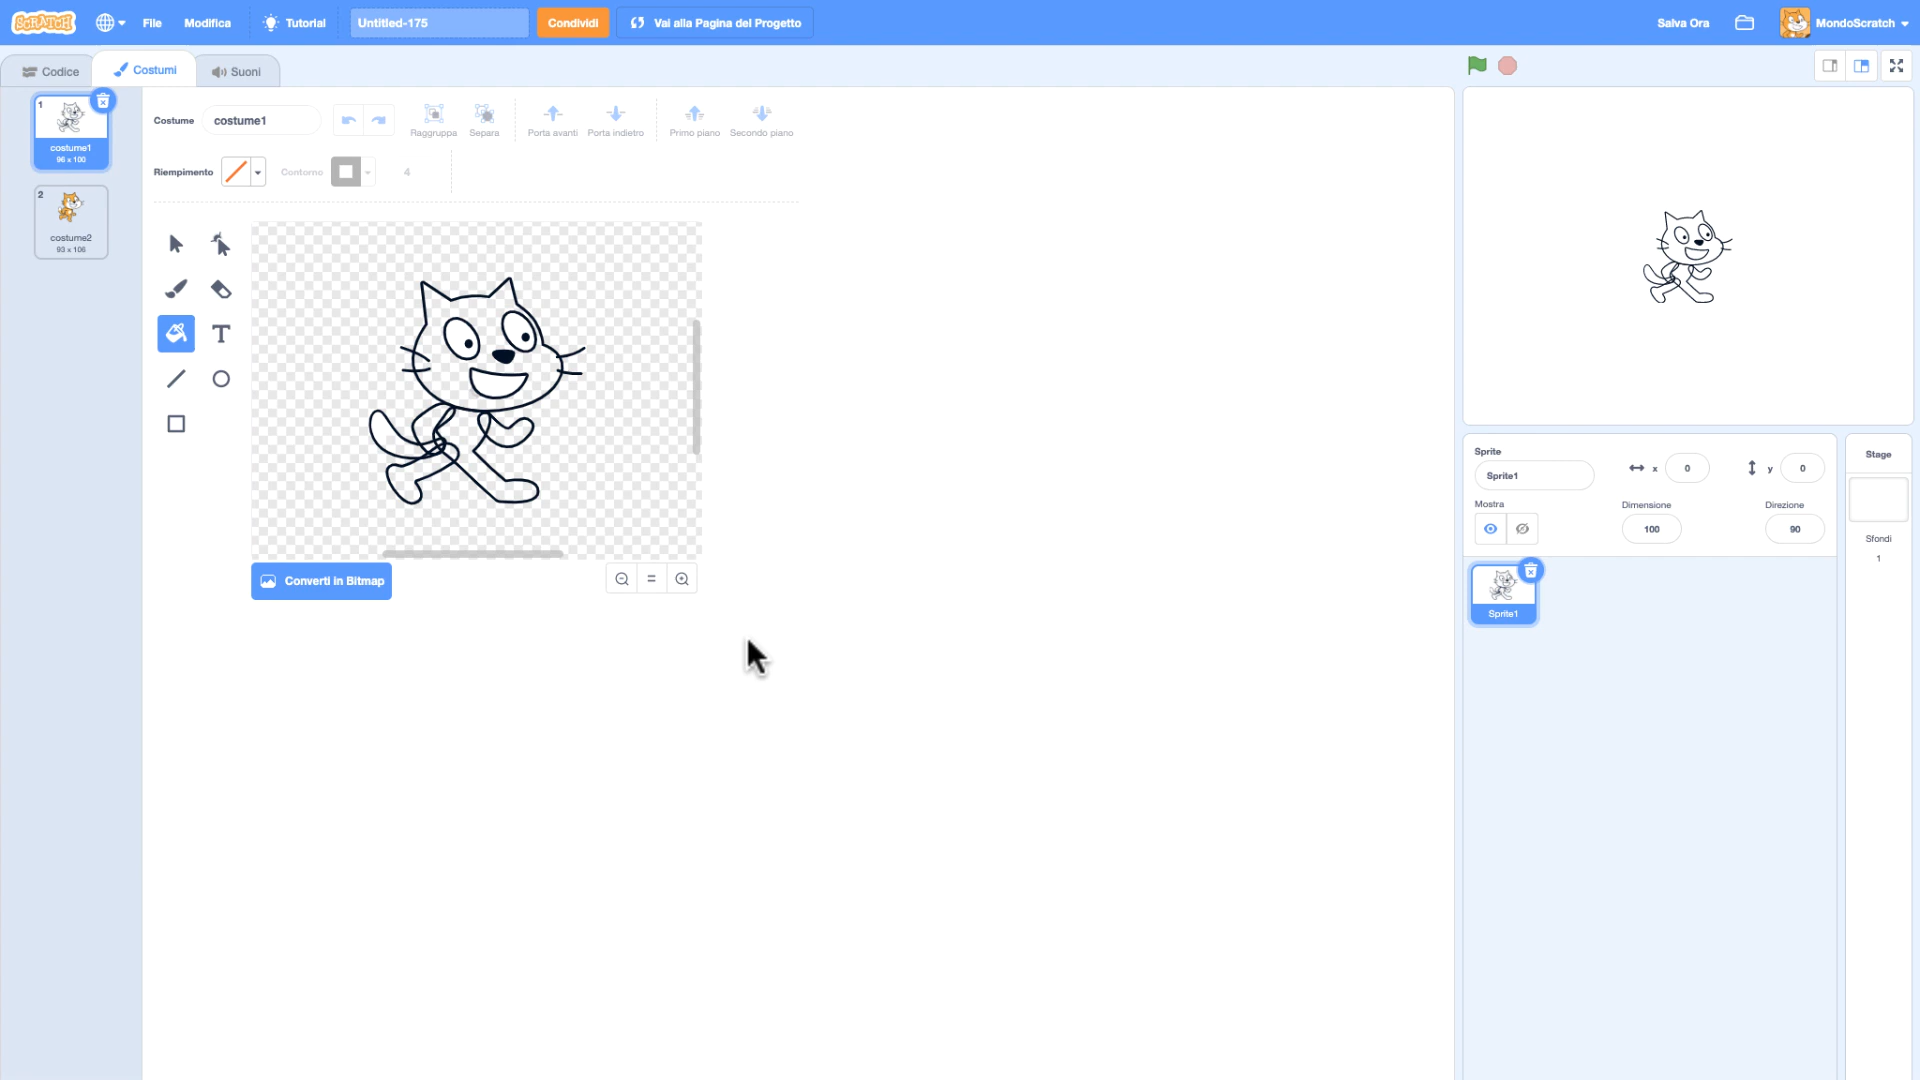 SCRATCH
File
Modifica
Tutorial
Untitled-175
Condividi
Vai alla Pagina del Progetto
Salva Ora
MondoScratch
Codice
Costumi
Suoni
1
costume1
96 x 100
2
costume2
93 x 106
Costume
costume1
Raggruppa
Separa
Porta avanti
Porta indietro
Primo piano
Secondo piano
Riempimento
Contorno
4
Converti in Bitmap
Sprite
Sprite1
x
0
y
0
Mostra
Dimensione
100
Direzione
90
Sprite1
Stage
Sfondi
1